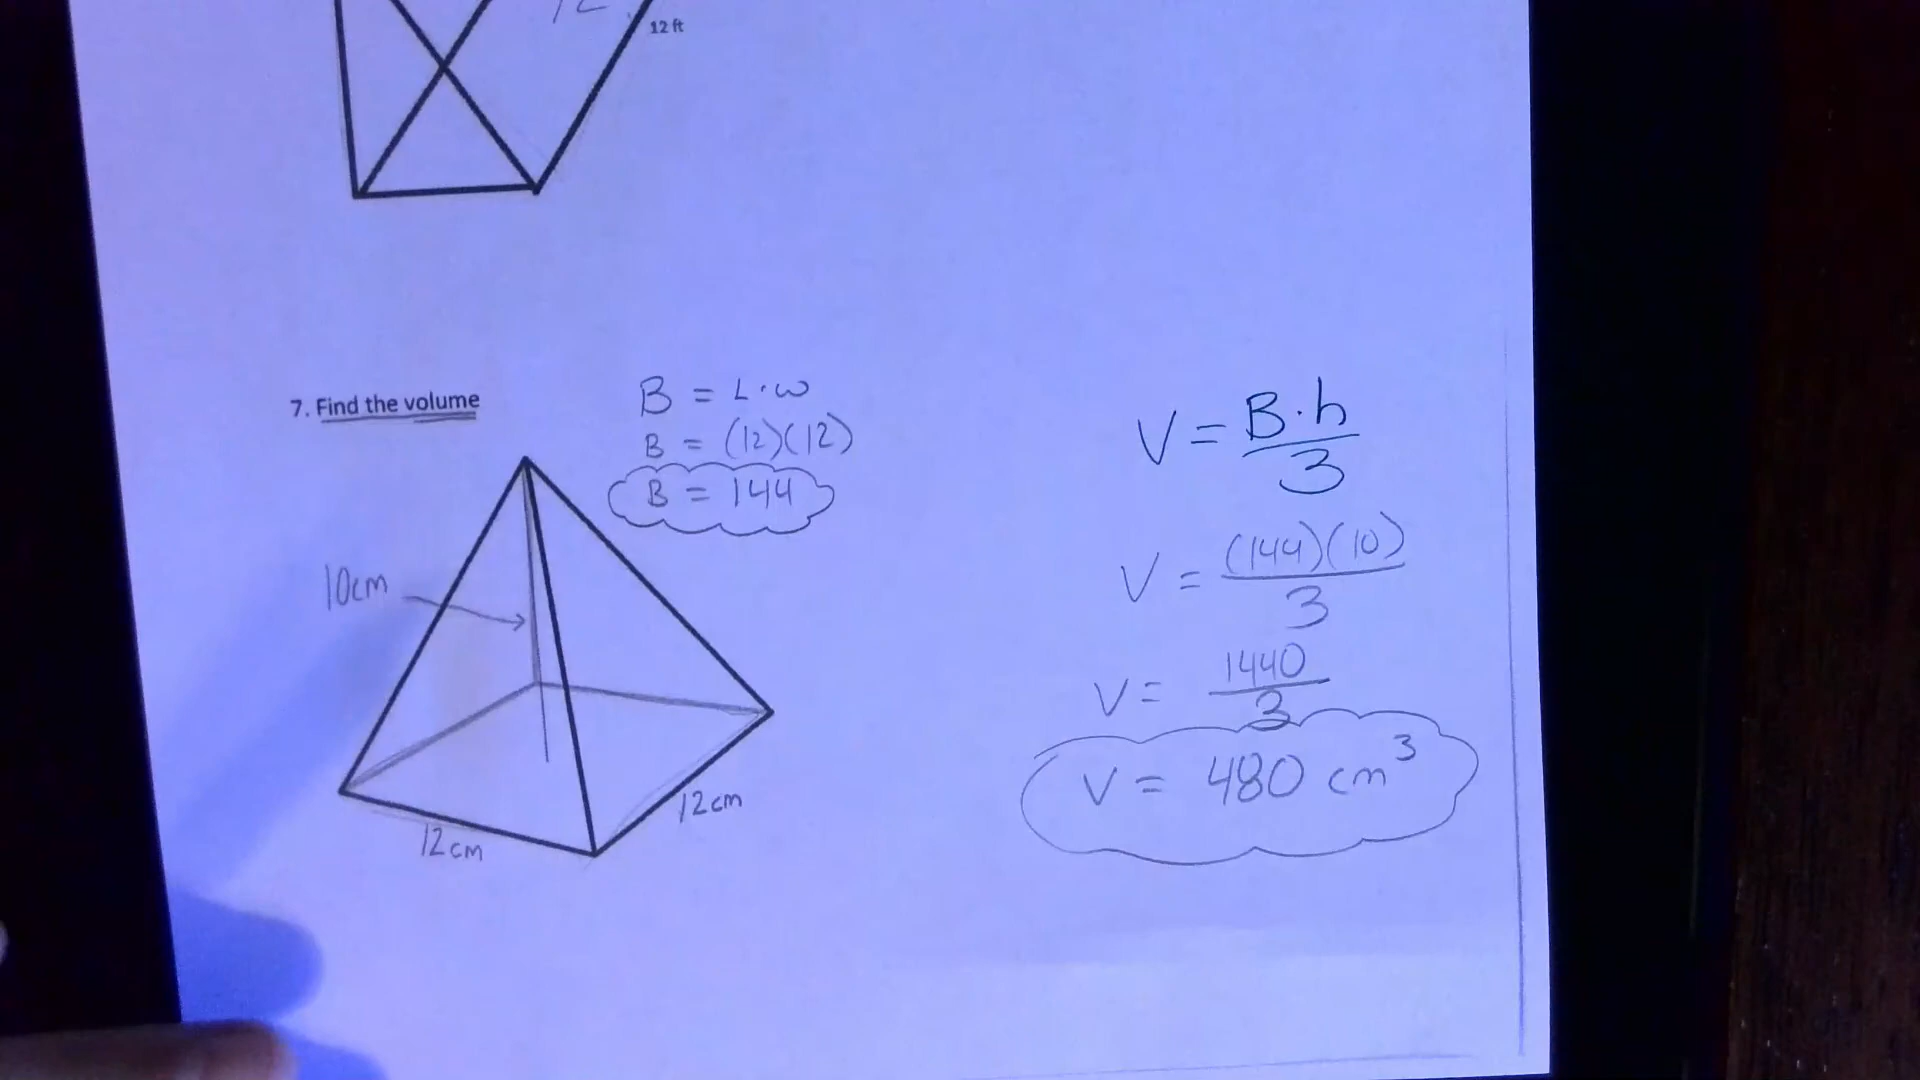 12 ft
7. Find the volume
B = L·w
B = (12)(12)
B = 144
10cm
12cm
12cm
V = B·h / 3
V = (144)(10) / 3
V = 1440 / 3
V = 480 cm³